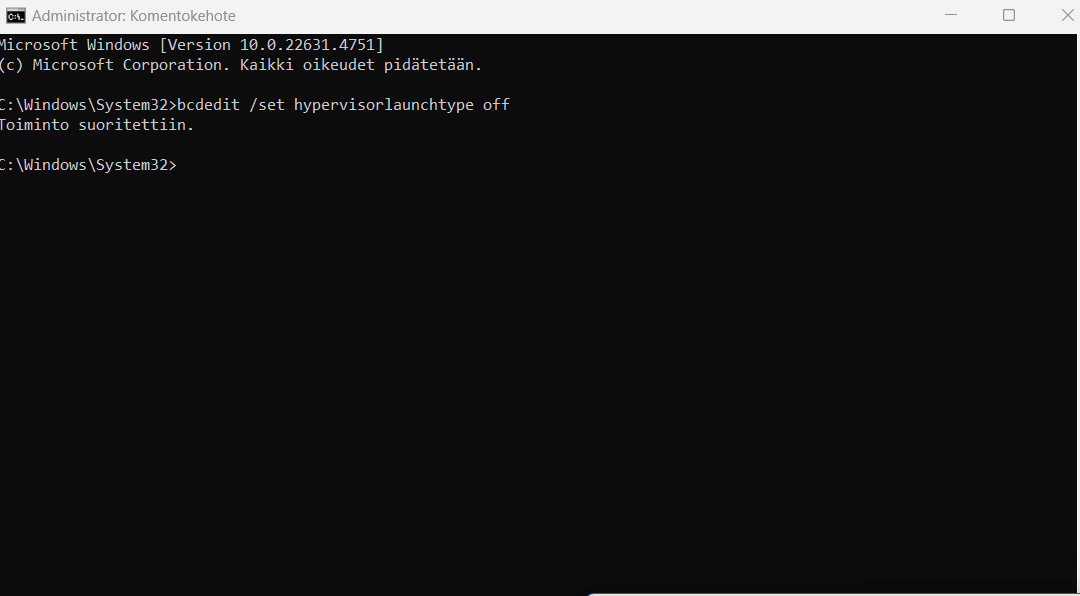 Administrator: Komentokehote
Microsoft Windows [Version 10.0.22631.4751]
(c) Microsoft Corporation. Kaikki oikeudet pidätetään.
C:\Windows\System32>bcdedit /set hypervisorlaunchtype off
Toiminto suoritettiin.
C:\Windows\System32>